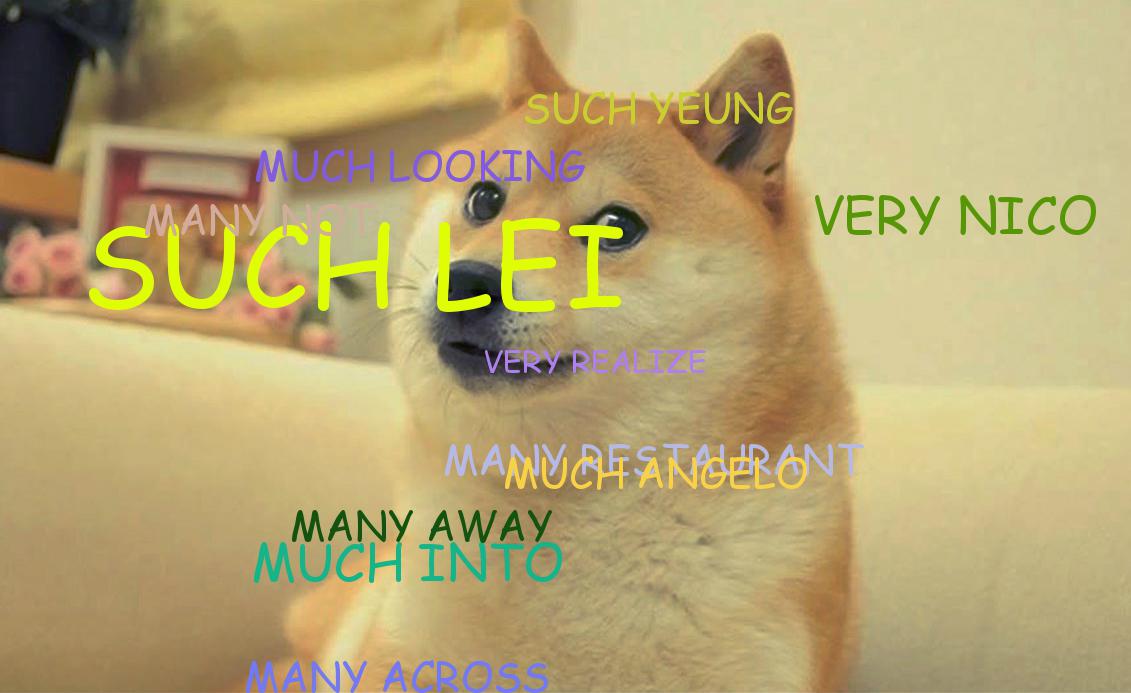 SUCH YEUNG
MUCH LOOKING
MANY NOT
VERY NICO
SUCH LEI
VERY REALIZE
MANY RESTAURANT
MUCH ANGELO
MANY AWAY
MUCH INTO
MANY ACROSS